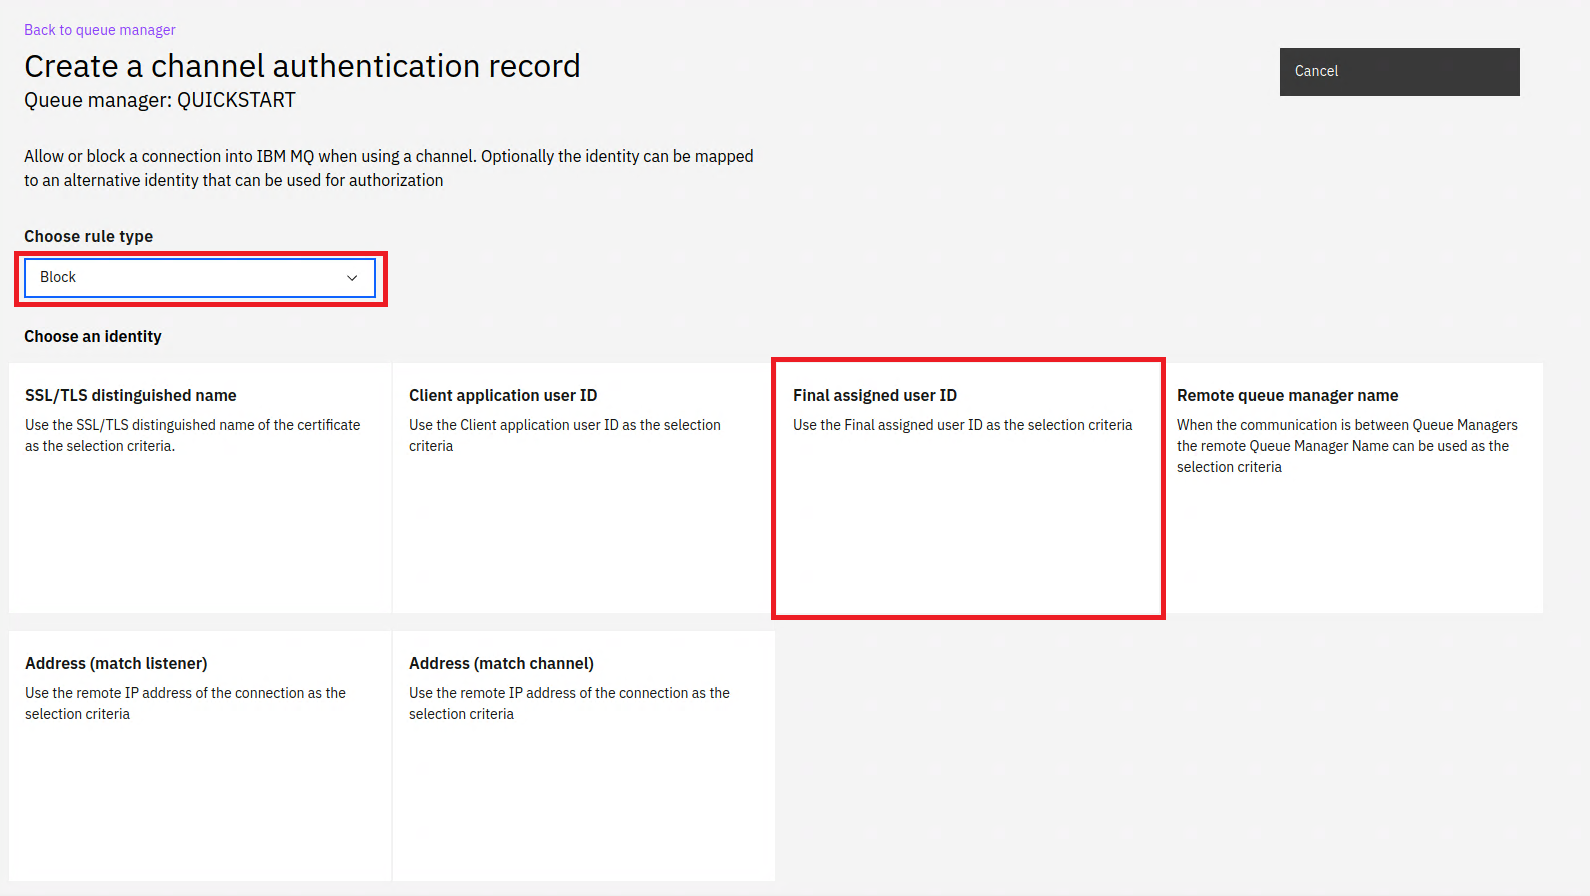 Back to queue manager
Create a channel authentication record
Queue manager: QUICKSTART
Cancel
Allow or block a connection into IBM MQ when using a channel. Optionally the identity can be mapped
to an alternative identity that can be used for authorization
Choose rule type
Block
Choose an identity
SSL/TLS distinguished name
Use the SSL/TLS distinguished name of the certificate
as the selection criteria.
Client application user ID
Use the Client application user ID as the selection
criteria
Final assigned user ID
Use the Final assigned user ID as the selection criteria
Remote queue manager name
When the communication is between Queue Managers
the remote Queue Manager Name can be used as the
selection criteria
Address (match listener)
Use the remote IP address of the connection as the
selection criteria
Address (match channel)
Use the remote IP address of the connection as the
selection criteria